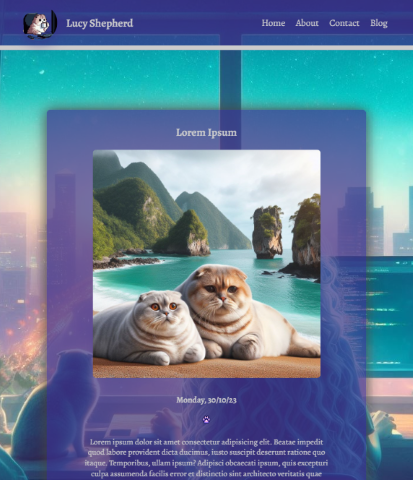 Lucy Shepherd
Home About Contact Blog
Lorem Ipsum
Monday, 30/10/23
Lorem ipsum dolor sit amet consectetur adipisicing elit. Beatae impedit
quod labore provident dicta ducimus, iusto suscipit deserunt ratione quo
itaque. Temporibus, ullam ipsum? Adipisci obcaecati ipsum, quis excepturi
culpa assumenda facilis error et distinctio sint architecto veritatis quae